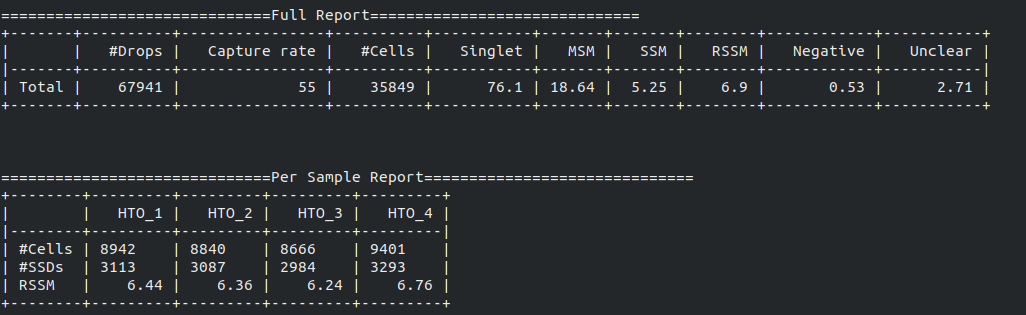 ==============================Full Report==============================
+-------+---------+----------------+----------+-----------+-------+-------+--------+------------+-----------+
|       |  #Drops |   Capture rate |   #Cells |   Singlet |   MSM |   SSM |   RSSM |   Negative |   Unclear |
|-------+---------+----------------+----------+-----------+-------+-------+--------+------------+-----------|
| Total |   67941 |             55 |    35849 |      76.1 | 18.64 |  5.25 |    6.9 |       0.53 |      2.71 |
+-------+---------+----------------+----------+-----------+-------+-------+--------+------------+-----------+
==============================Per Sample Report==============================
+--------+---------+---------+---------+---------+
|        |   HTO_1 |   HTO_2 |   HTO_3 |   HTO_4 |
|--------+---------+---------+---------+---------|
| #Cells | 8942    | 8840    | 8666    | 9401    |
| #SSDs  | 3113    | 3087    | 2984    | 3293    |
| RSSM   |    6.44 |    6.36 |    6.24 |    6.76 |
+--------+---------+---------+---------+---------+